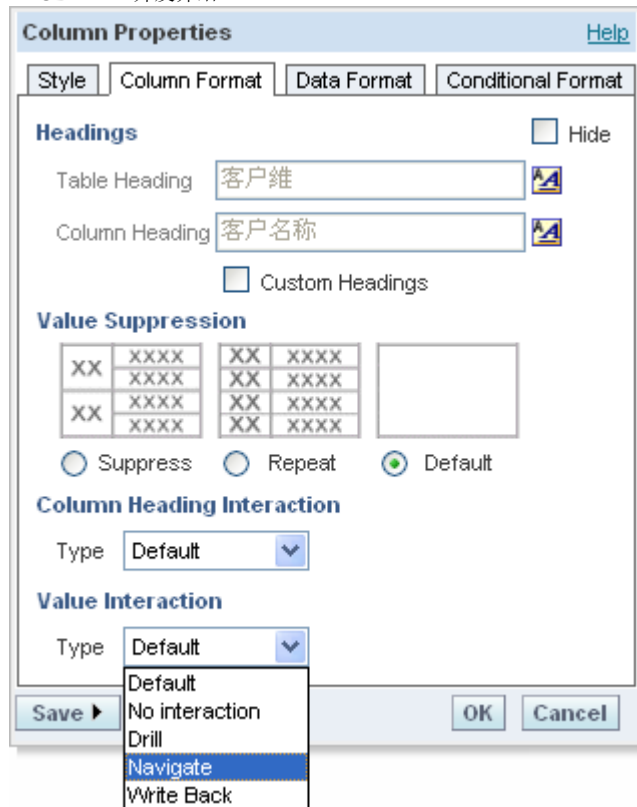 Column Properties Help
Style Column Format Data Format Conditional Format
Headings Hide
Table Heading 客户维
Column Heading 客户名称
Custom Headings
Value Suppression
XX XXXX XX XXXX
XXXX XX XXXX
XX XXXX XX XXXX
XXXX XX XXXX
Suppress Repeat Default
Column Heading Interaction
Type Default
Value Interaction
Type Default
Default
Save No interaction OK Cancel
Drill
Navigate
Write Back